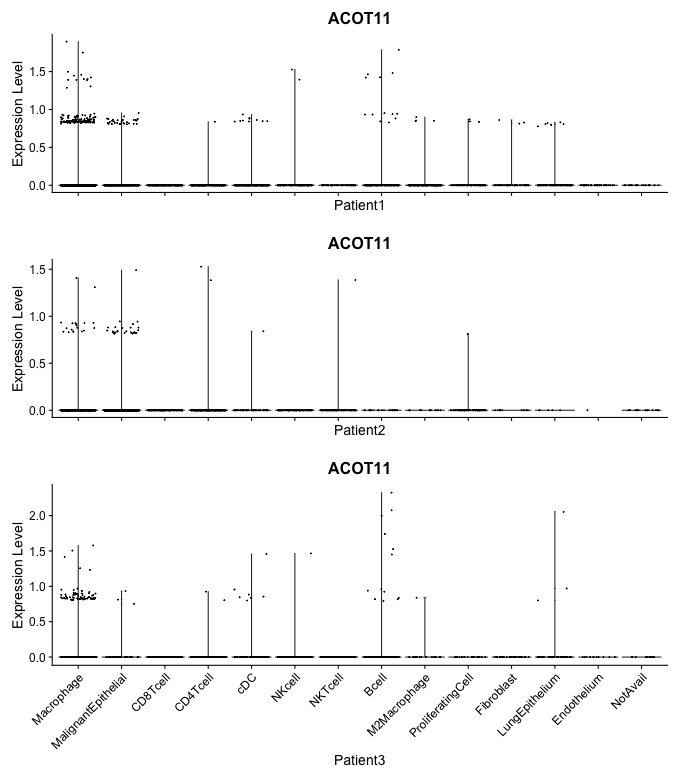 ACOT11
Expression Level
1.5
1.0
0.5
0.0
Patient1
ACOT11
Expression Level
1.5
1.0
0.5
0.0
Patient2
ACOT11
Expression Level
2.0
1.5
1.0
0.5
0.0
Macrophage
MalignantEpithelial
CD8Tcell
CD4Tcell
cDC
NKcell
NKTcell
Bcell
M2Macrophage
ProliferatingCell
Fibroblast
LungEpithelium
Endothelium
NotAvail
Patient3